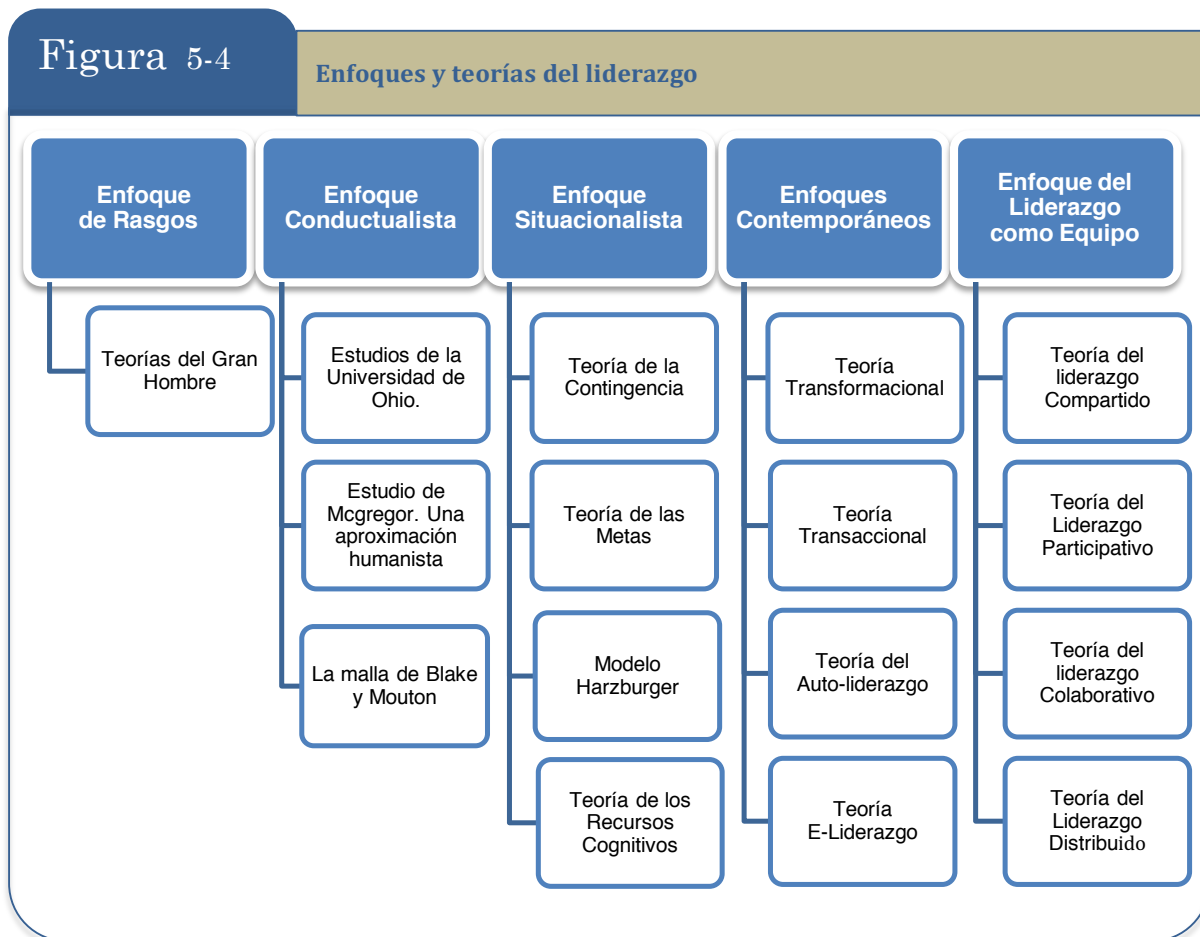 Figura 5-4
Enfoques y teorías del liderazgo
Enfoque
de Rasgos
Teorías del Gran
Hombre
Enfoque
Conductualista
Estudios de la
Universidad de
Ohio.
Estudio de
Mcgregor. Una
aproximación
humanista
La malla de Blake
y Mouton
Enfoque
Situacionalista
Teoría de la
Contingencia
Teoría de las
Metas
Modelo
Harzburger
Teoría de los
Recursos
Cognitivos
Enfoques
Contemporáneos
Teoría
Transformacional
Teoría
Transaccional
Teoría del
Auto-liderazgo
Teoría
E-Liderazgo
Enfoque del
Liderazgo
como Equipo
Teoría del
liderazgo
Compartido
Teoría del
Liderazgo
Participativo
Teoría del
liderazgo
Colaborativo
Teoría del
Liderazgo
Distribuido